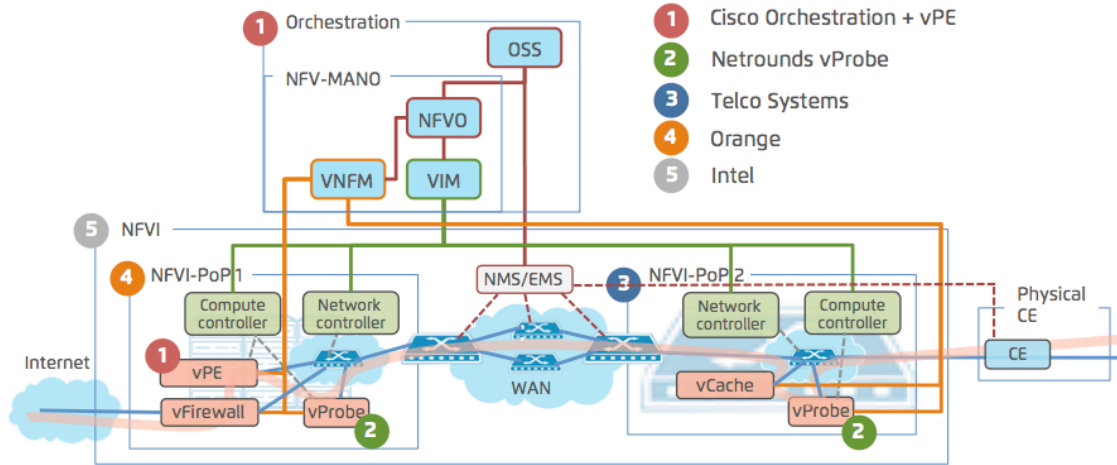 1
Orchestration
OSS
NFV-MANO
NFVO
VNFM
VIM
1
Cisco Orchestration + vPE
2
Netrounds vProbe
3
Telco Systems
4
Orange
5
Intel
5
NFVI
4
NFVI-PoP 1
Compute
controller
Network
controller
NMS/EMS
3
NFVI-PoP 2
Network
controller
Compute
controller
Physical
CE
CE
Internet
1
vPE
vFirewall
vProbe
2
WAN
vCache
vProbe
2